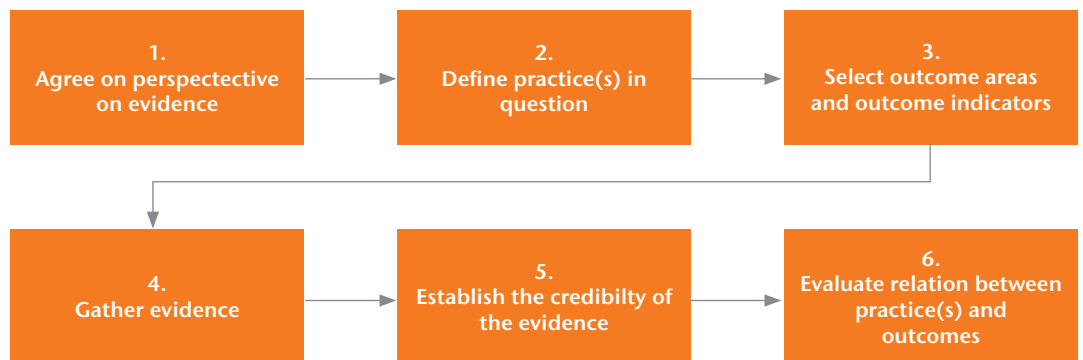 1.
Agree on perspectective
on evidence
2.
Define practice(s) in
question
3.
Select outcome areas
and outcome indicators
4.
Gather evidence
5.
Establish the credibilty of
the evidence
6.
Evaluate relation between
practice(s) and
outcomes